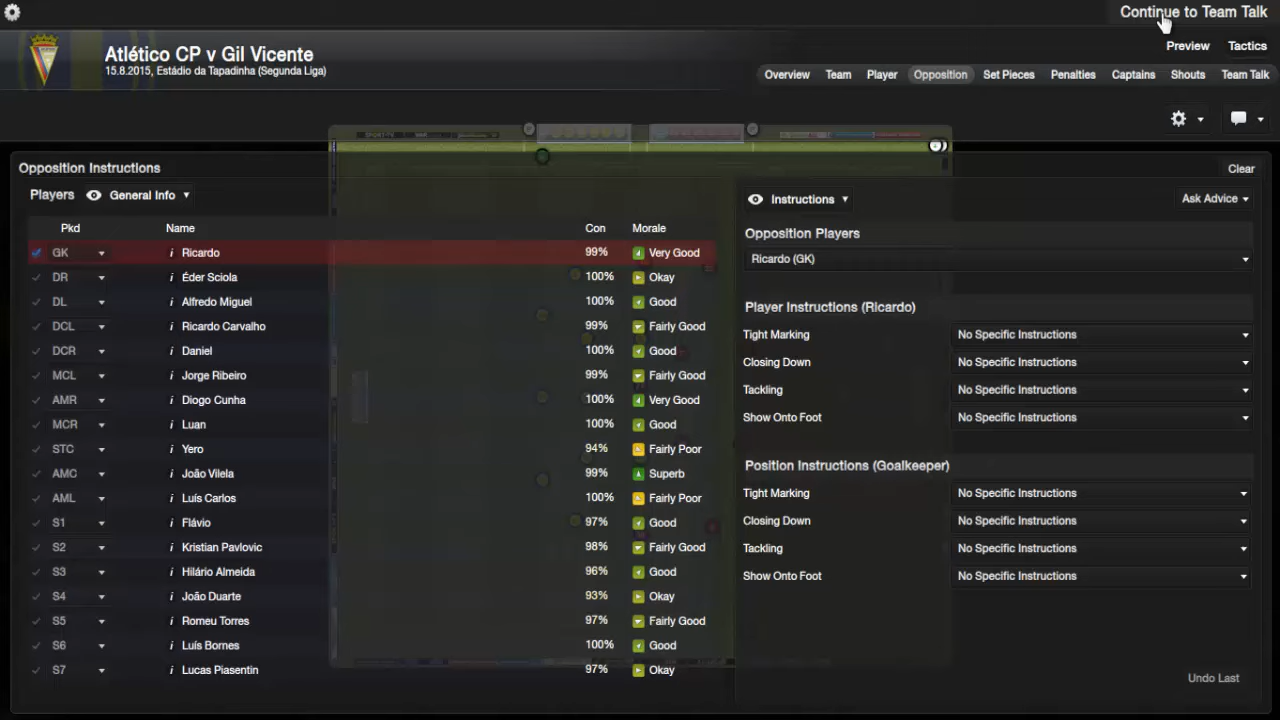 Continue to Team Talk
Atlético CP v Gil Vicente
15.8.2015, Estádio da Tapadinha (Segunda Liga)
Preview Tactics
Overview Team Player Opposition Set Pieces Penalties Captains Shouts Team Talk
Opposition Instructions
Clear
Players General Info
Instructions
Ask Advice
Pkd Name Con Morale
GK i Ricardo 99% Very Good
DR i Éder Sciola 100% Okay
DL i Alfredo Miguel 100% Good
DCL i Ricardo Carvalho 99% Fairly Good
DCR i Daniel 100% Good
MCL i Jorge Ribeiro 99% Fairly Good
AMR i Diogo Cunha 100% Very Good
MCR i Luan 100% Good
STC i Yero 94% Fairly Poor
AMC i João Vilela 99% Superb
AML i Luís Carlos 100% Fairly Poor
S1 i Flávio 97% Good
S2 i Kristian Pavlovic 98% Fairly Good
S3 i Hilário Almeida 96% Good
S4 i João Duarte 93% Okay
S5 i Romeu Torres 97% Fairly Good
S6 i Luís Bornes 100% Good
S7 i Lucas Piasentin 97% Okay
Opposition Players
Ricardo (GK)
Player Instructions (Ricardo)
Tight Marking No Specific Instructions
Closing Down No Specific Instructions
Tackling No Specific Instructions
Show Onto Foot No Specific Instructions
Position Instructions (Goalkeeper)
Tight Marking No Specific Instructions
Closing Down No Specific Instructions
Tackling No Specific Instructions
Show Onto Foot No Specific Instructions
Undo Last